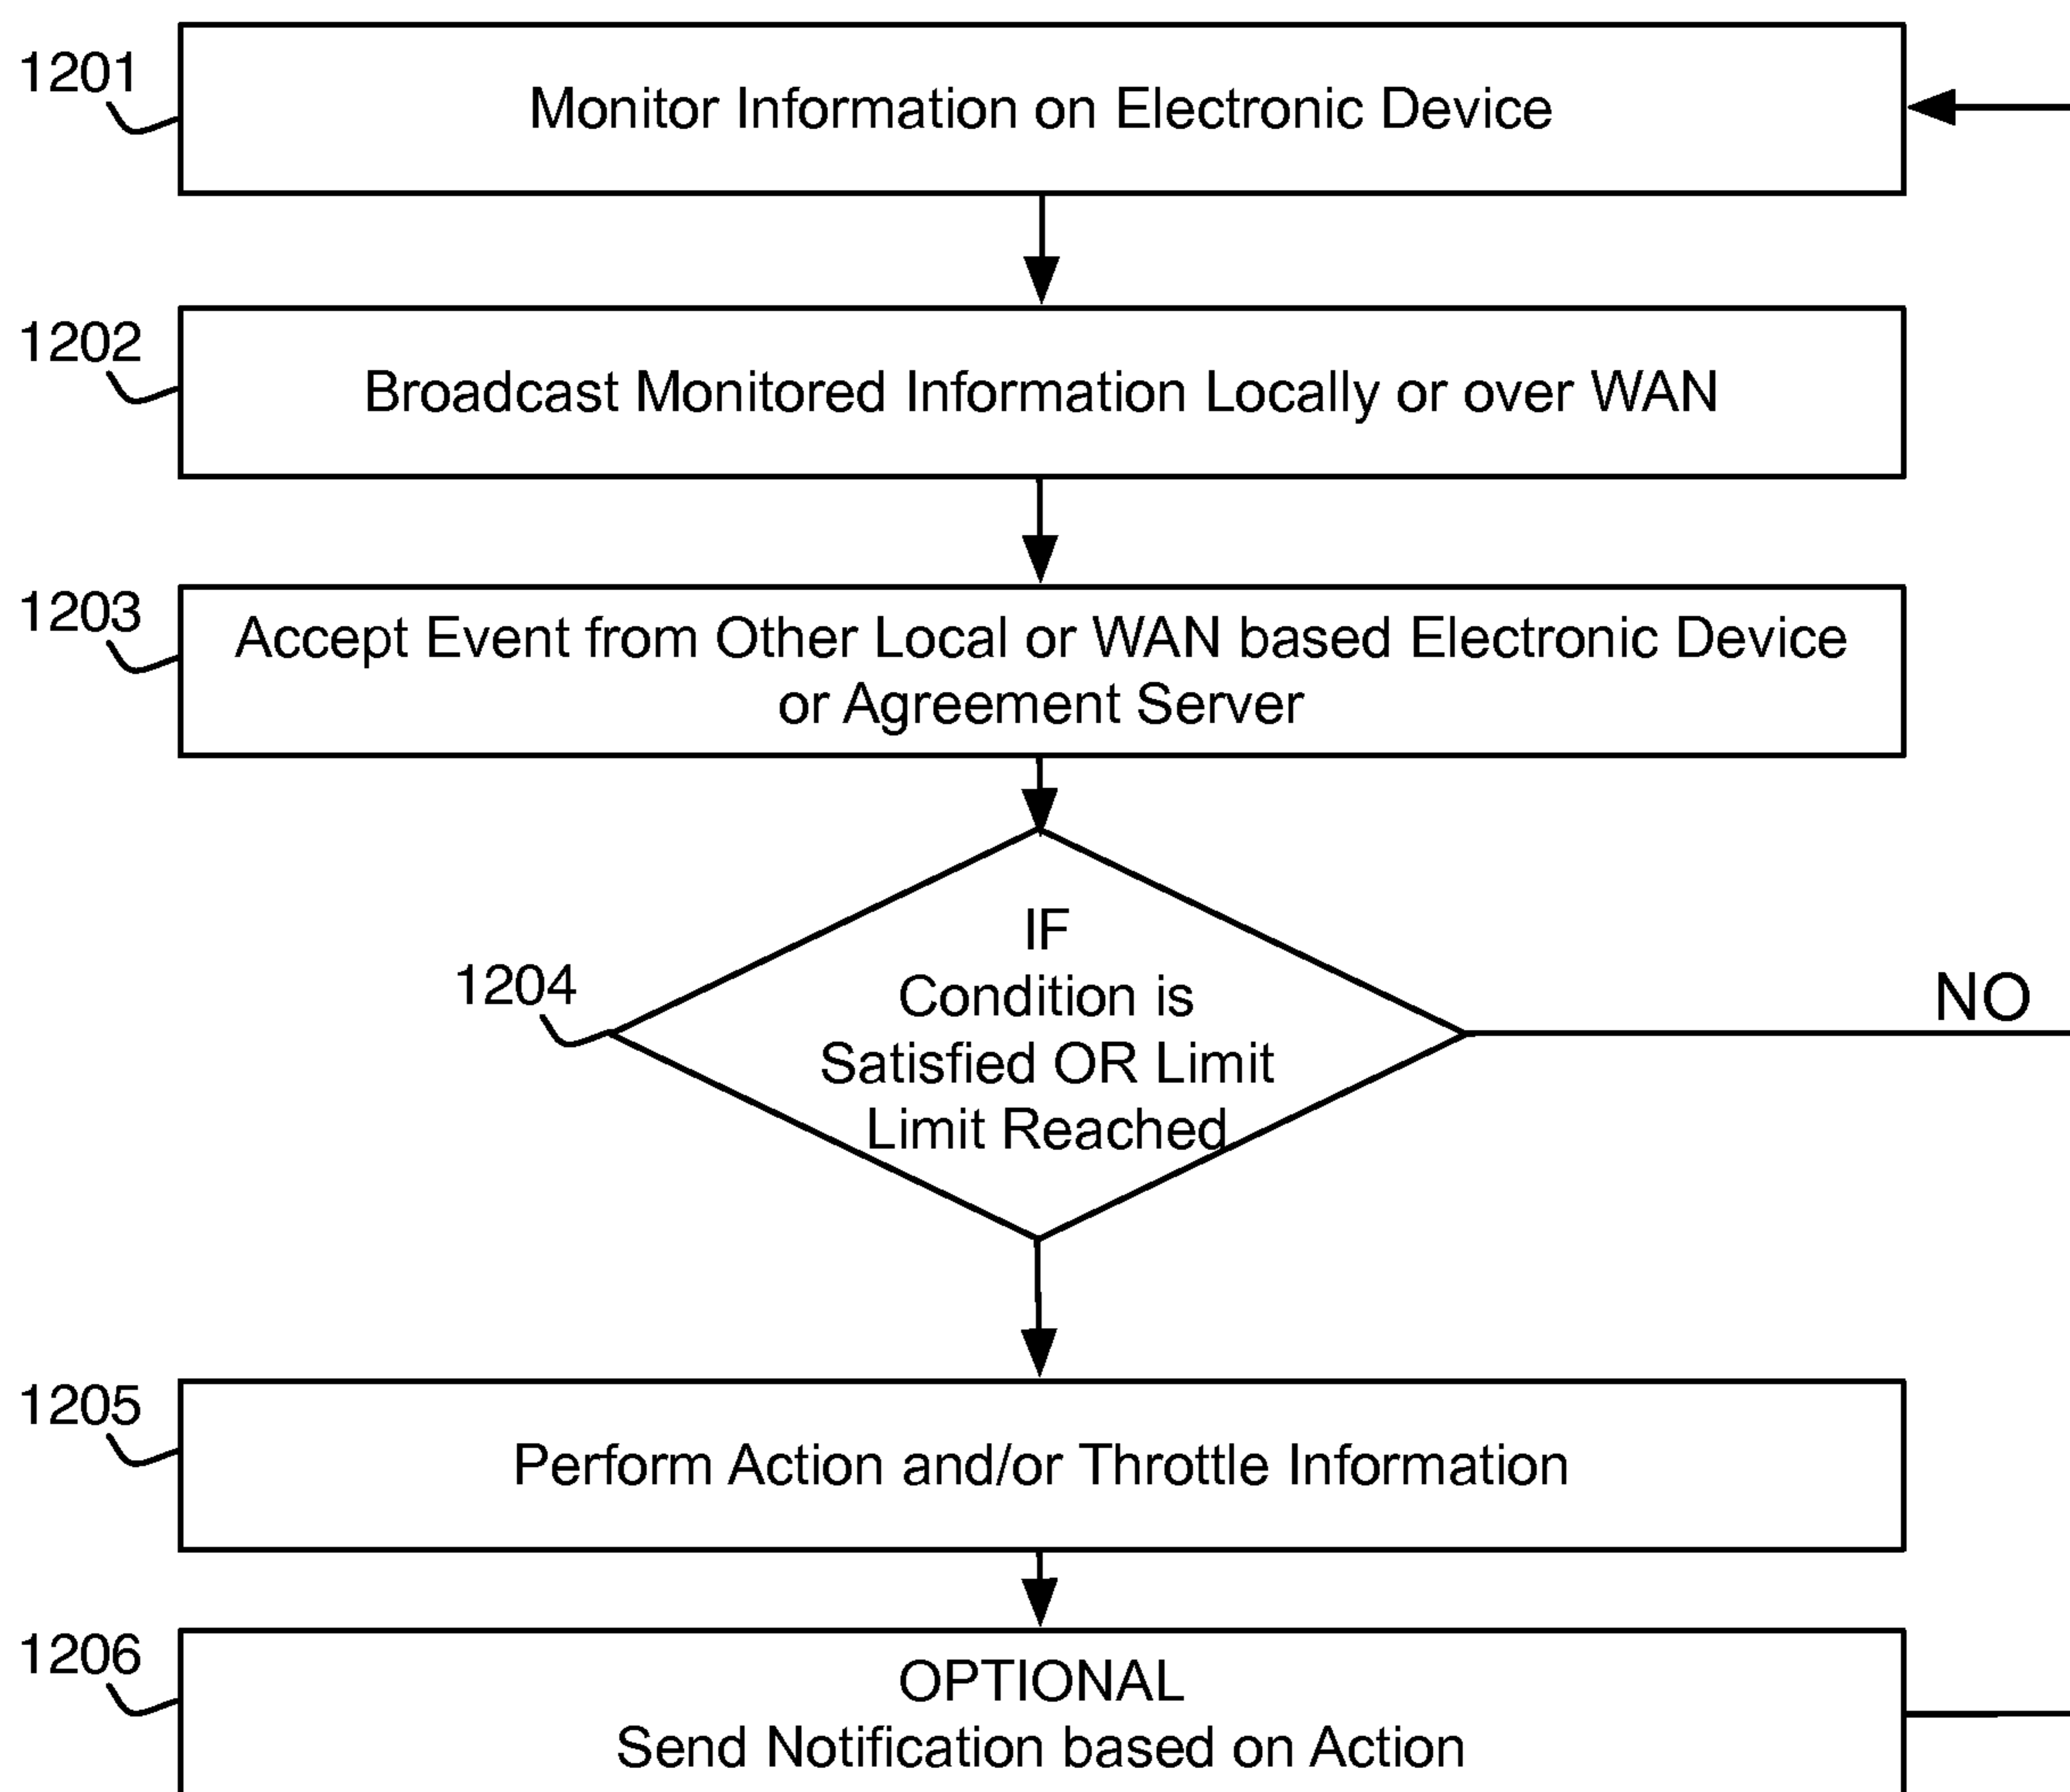 1201
Monitor Information on Electronic Device
1202
Broadcast Monitored Information Locally or over WAN
1203
Accept Event from Other Local or WAN based Electronic Device
or Agreement Server
1204
IF
Condition is
Satisfied OR Limit
Limit Reached
NO
1205
Perform Action and/or Throttle Information
1206
OPTIONAL
Send Notification based on Action